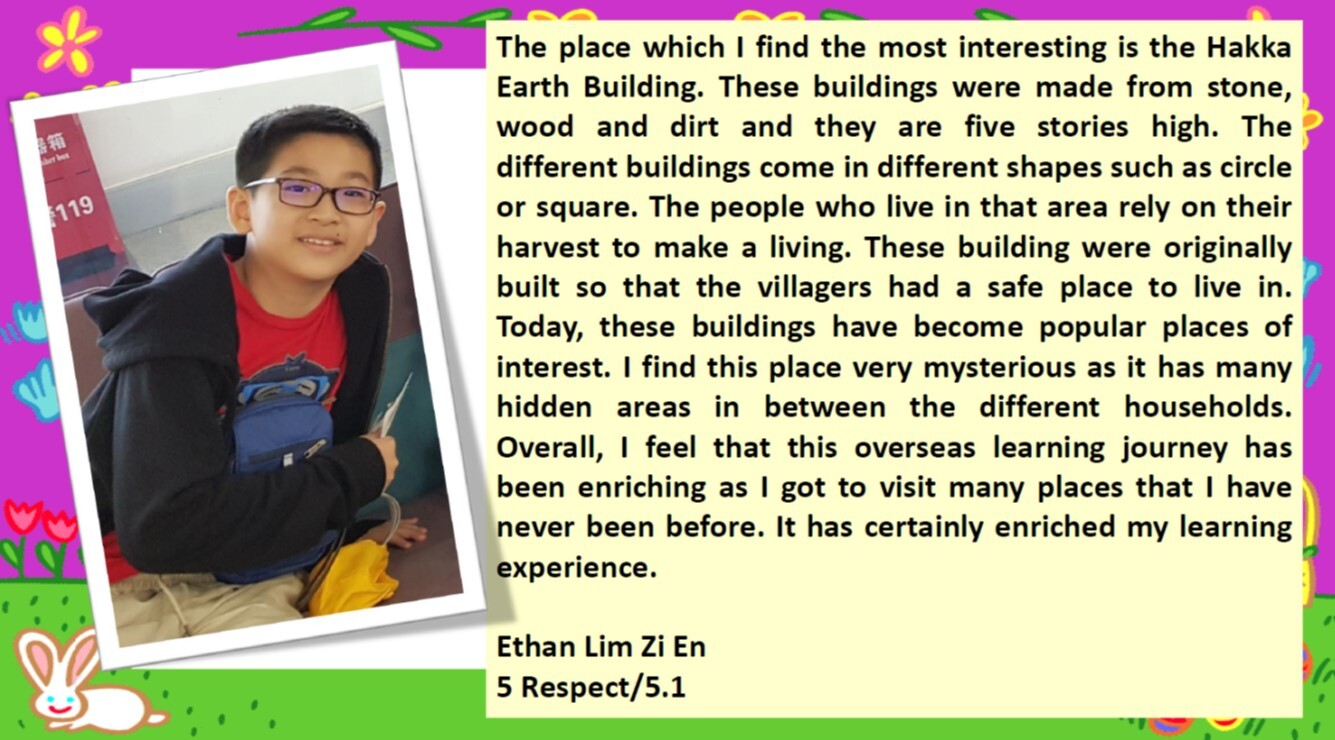 器箱
警119
The place which I find the most interesting is the Hakka
Earth Building. These buildings were made from stone,
wood and dirt and they are five stories high. The
different buildings come in different shapes such as circle
or square. The people who live in that area rely on their
harvest to make a living. These building were originally
built so that the villagers had a safe place to live in.
Today, these buildings have become popular places of
interest. I find this place very mysterious as it has many
hidden areas in between the different households.
Overall, I feel that this overseas learning journey has
been enriching as I got to visit many places that I have
never been before. It has certainly enriched my learning
experience.
Ethan Lim Zi En
5 Respect/5.1